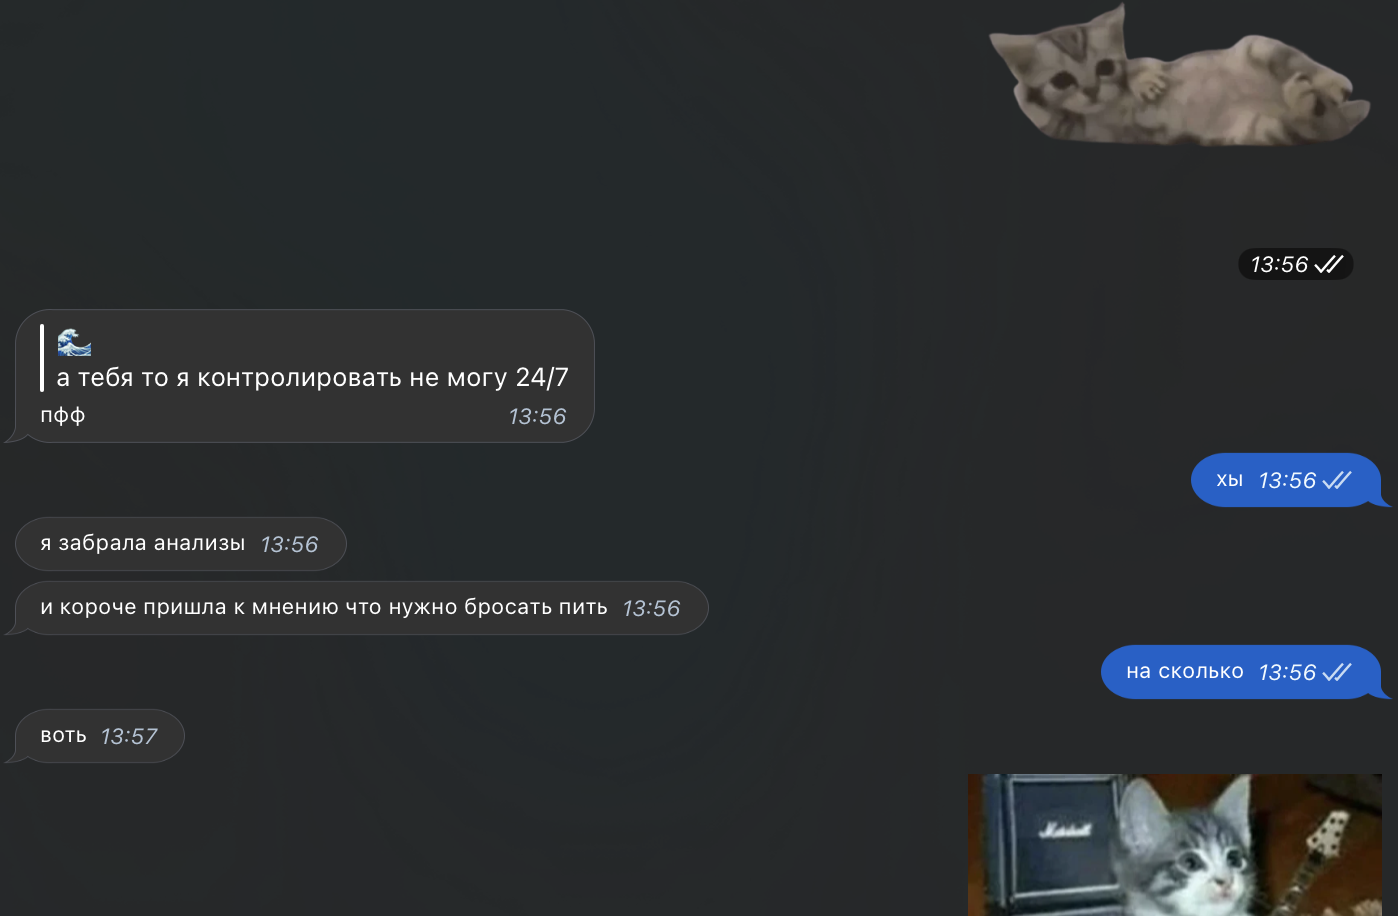 13:56
🌊
а тебя то я контролировать не могу 24/7
пфф 13:56
хы 13:56
я забрала анализы 13:56
и короче пришла к мнению что нужно бросать пить 13:56
на сколько 13:56
воть 13:57
Marshall